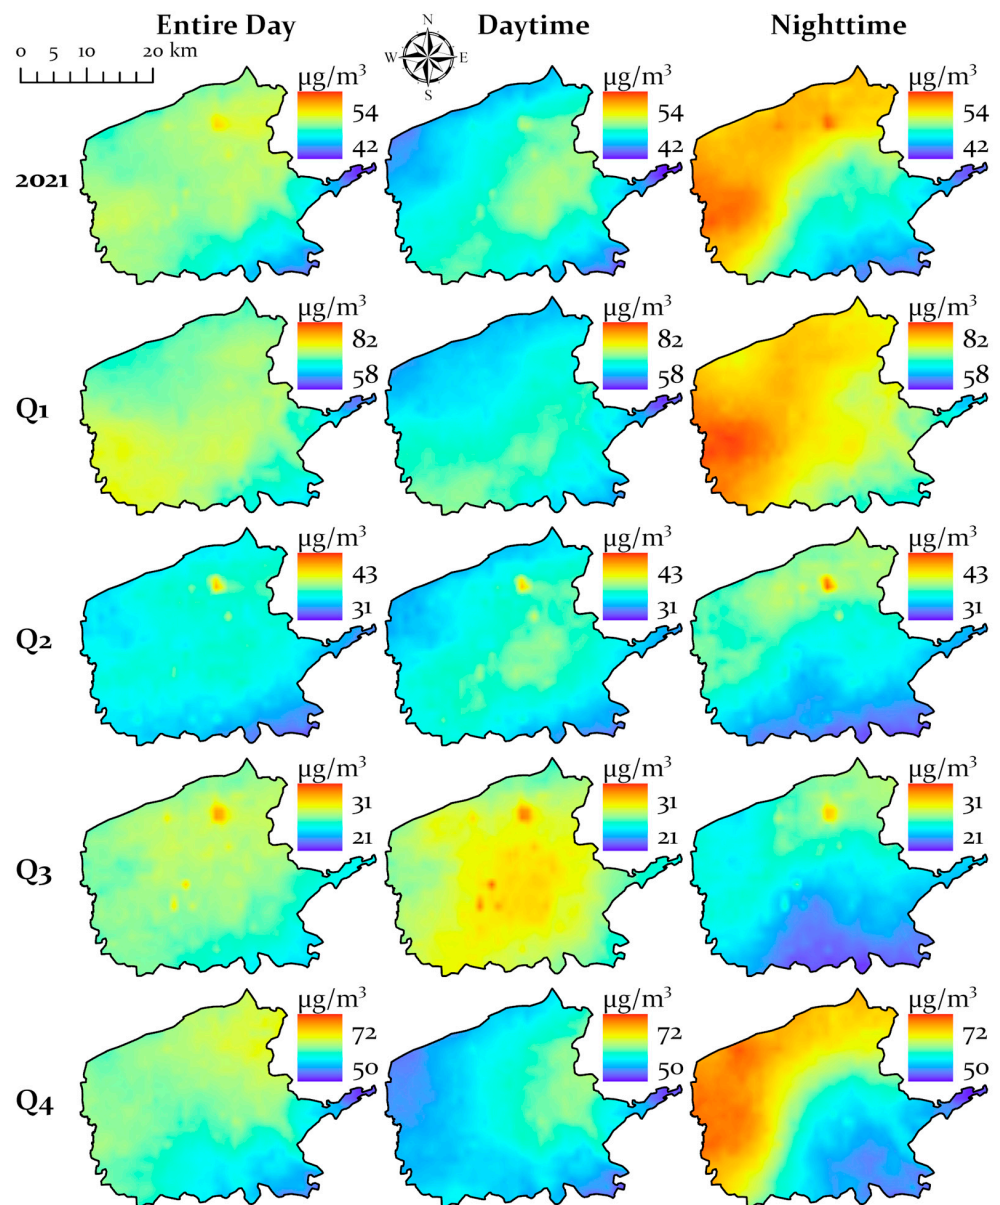 Entire Day Daytime Nighttime
0 5 10 20 km
N
W E
S
µg/m³ µg/m³ µg/m³
54 54 54
42 42 42
2021
µg/m³ µg/m³ µg/m³
82 82 82
58 58 58
Q1
µg/m³ µg/m³ µg/m³
43 43 43
31 31 31
Q2
µg/m³ µg/m³ µg/m³
31 31 31
21 21 21
Q3
µg/m³ µg/m³ µg/m³
72 72 72
50 50 50
Q4